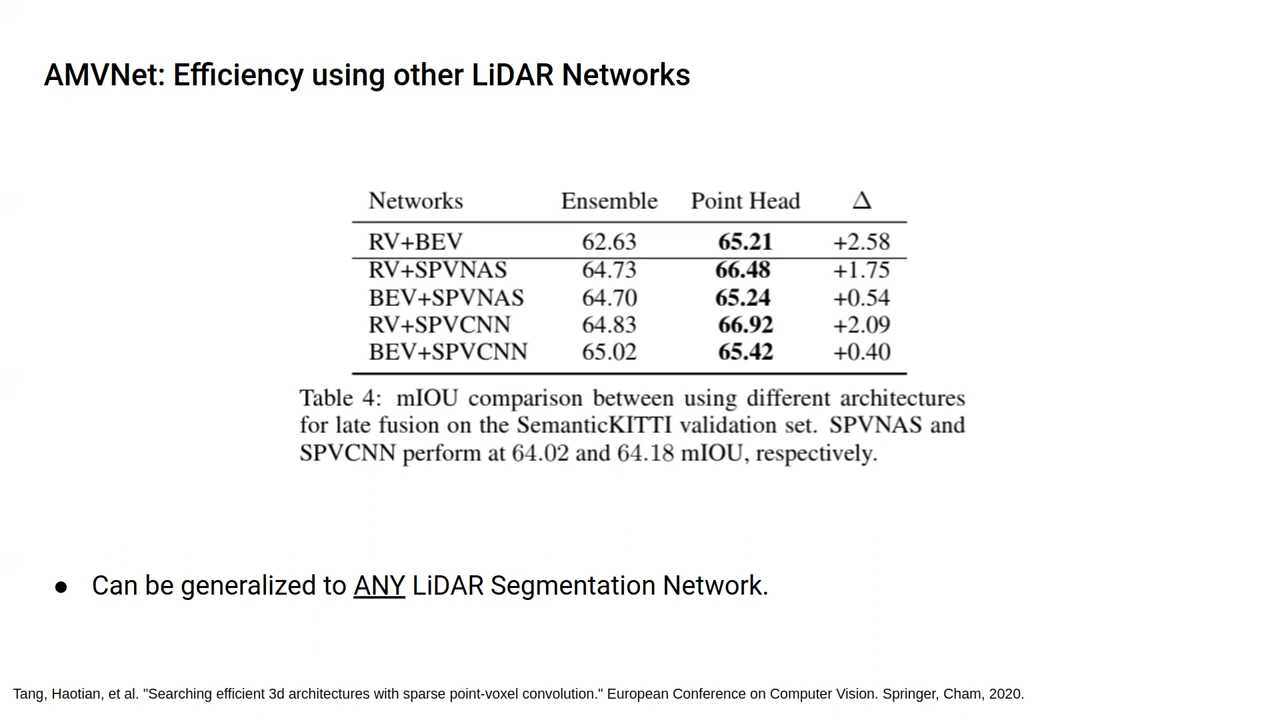 AMVNet: Efficiency using other LiDAR Networks
Networks Ensemble Point Head Δ
RV+BEV 62.63 65.21 +2.58
RV+SPVNAS 64.73 66.48 +1.75
BEV+SPVNAS 64.70 65.24 +0.54
RV+SPVCNN 64.83 66.92 +2.09
BEV+SPVCNN 65.02 65.42 +0.40
Table 4: mIOU comparison between using different architectures
for late fusion on the SemanticKITTI validation set. SPVNAS and
SPVCNN perform at 64.02 and 64.18 mIOU, respectively.
● Can be generalized to ANY LiDAR Segmentation Network.
Tang, Haotian, et al. "Searching efficient 3d architectures with sparse point-voxel convolution." European Conference on Computer Vision. Springer, Cham, 2020.